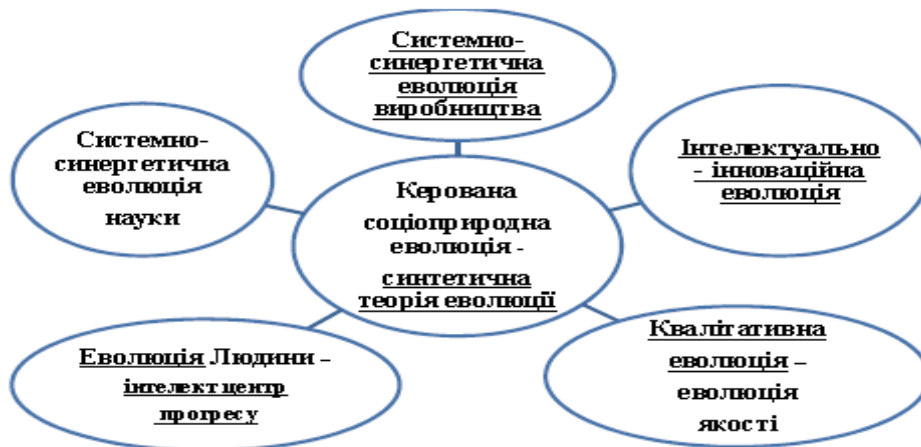 Системно-
синергетична
еволюція
виробництва
Системно-
синергетична
еволюція
науки
Інтелектуально
- інноваційна
еволюція
Керована
соціоприродна
еволюція -
синтетична
теорія еволюції
Еволюція Людини –
інтелект центр
прогресу
Квалітативна
еволюція –
еволюція
якості